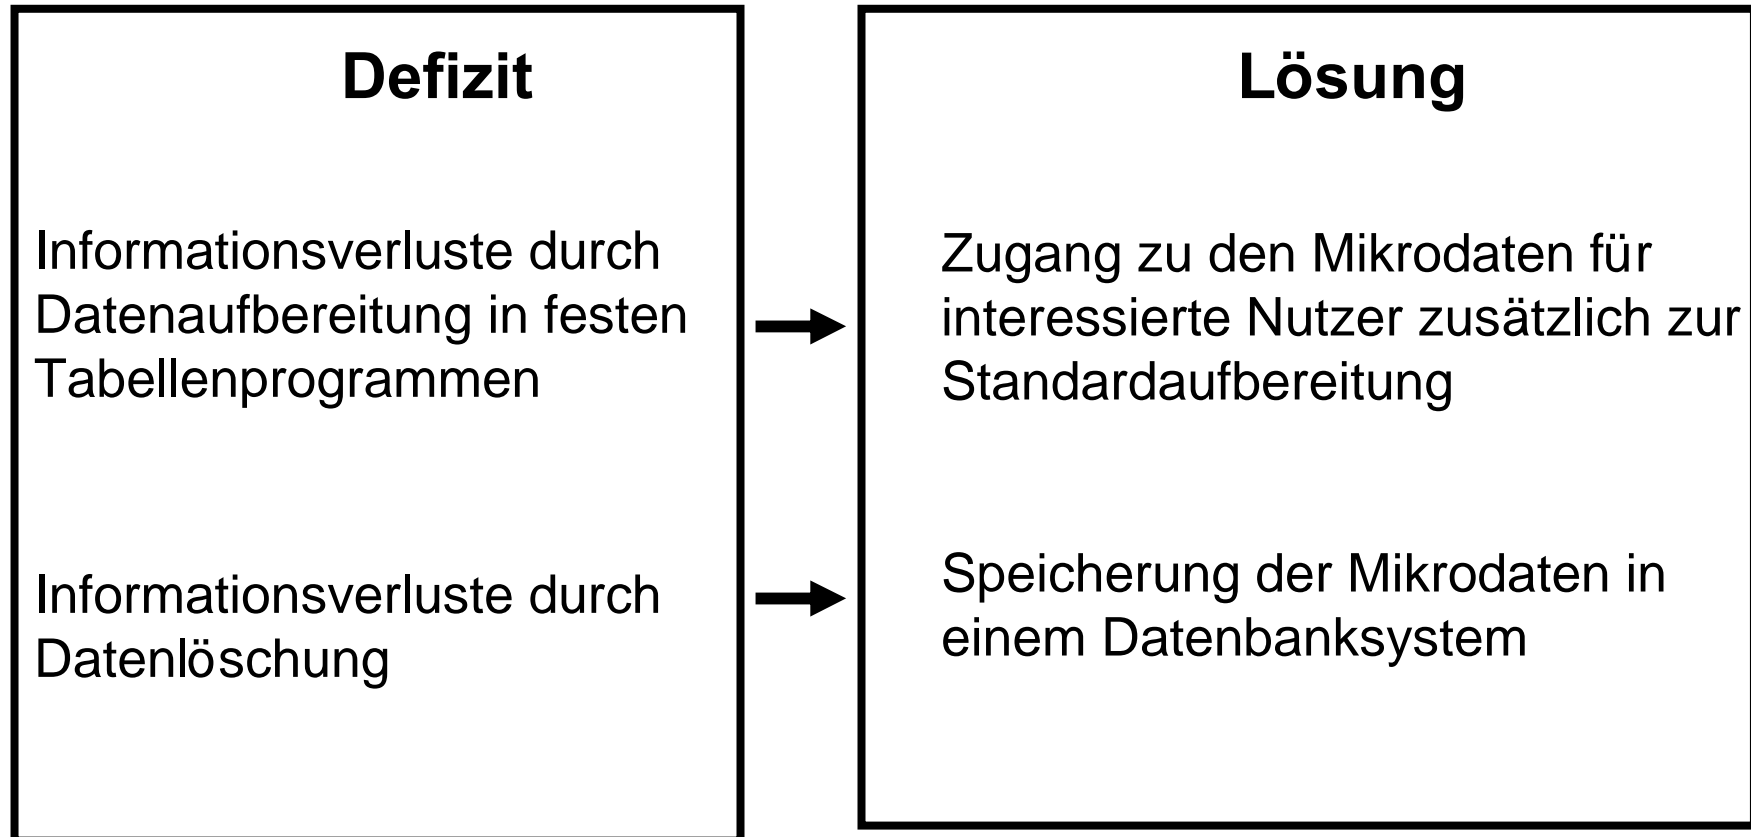 Defizit
Informationsverluste durch
Datenaufbereitung in festen
Tabellenprogrammen
Informationsverluste durch
Datenlöschung
Lösung
Zugang zu den Mikrodaten für
interessierte Nutzer zusätzlich zur
Standardaufbereitung
Speicherung der Mikrodaten in
einem Datenbanksystem